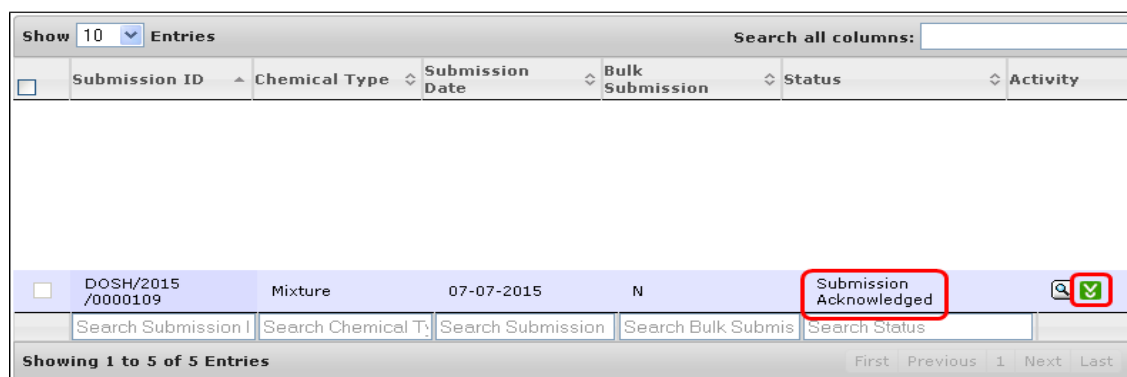 Show 10 Entries Search all columns:
Submission ID Chemical Type Submission Date Bulk Submission Status Activity
DOSH/2015 /0000109 Mixture 07-07-2015 N Submission Acknowledged
Search Submission I Search Chemical Ty Search Submission Search Bulk Submis Search Status
Showing 1 to 5 of 5 Entries First Previous 1 Next Last